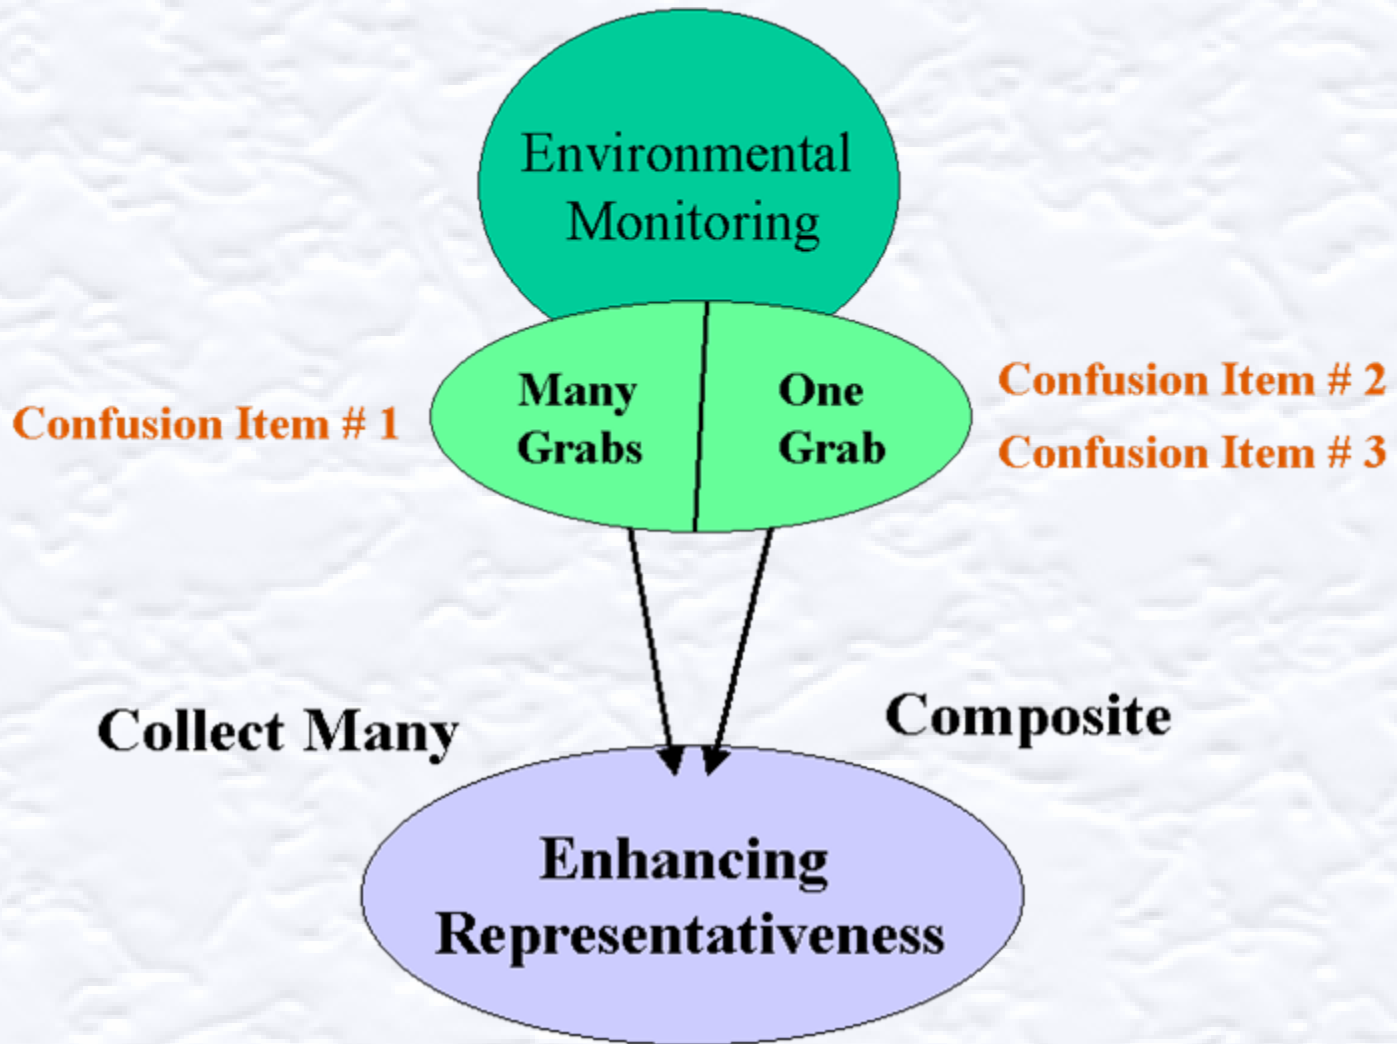 Environmental
Monitoring
Many
Grabs
One
Grab
Confusion Item # 1
Confusion Item # 2
Confusion Item # 3
Collect Many
Composite
Enhancing
Representativeness